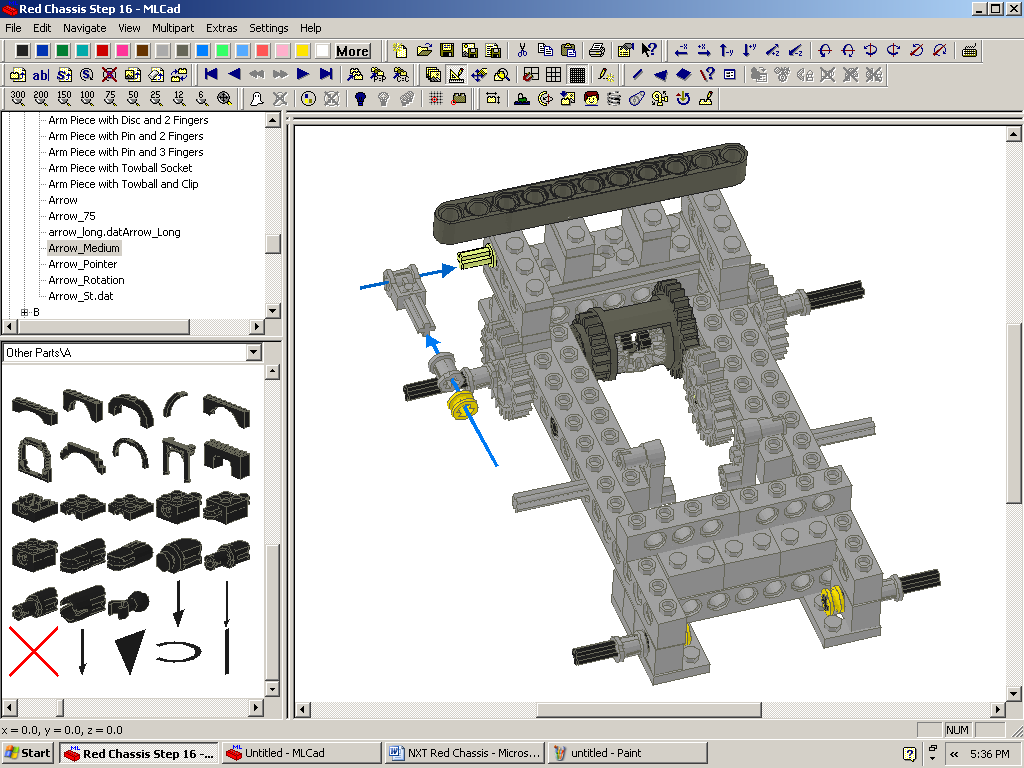 Red Chassis Step 16 - MLCad
File Edit Navigate View Multipart Extras Settings Help
More
ab|
300 200 150 100 75 50 25 12 6
Arm Piece with Disc and 2 Fingers
Arm Piece with Pin and 2 Fingers
Arm Piece with Pin and 3 Fingers
Arm Piece with Towball Socket
Arm Piece with Towball and Clip
Arrow
Arrow_75
arrow_long.datArrow_Long
Arrow_Medium
Arrow_Pointer
Arrow_Rotation
Arrow_St.dat
B
Other Parts\A
x = 0.0, y = 0.0, z = 0.0
NUM
Start Red Chassis Step 16 -... Untitled - MLCad NXT Red Chassis - Micros... untitled - Paint « 5:36 PM